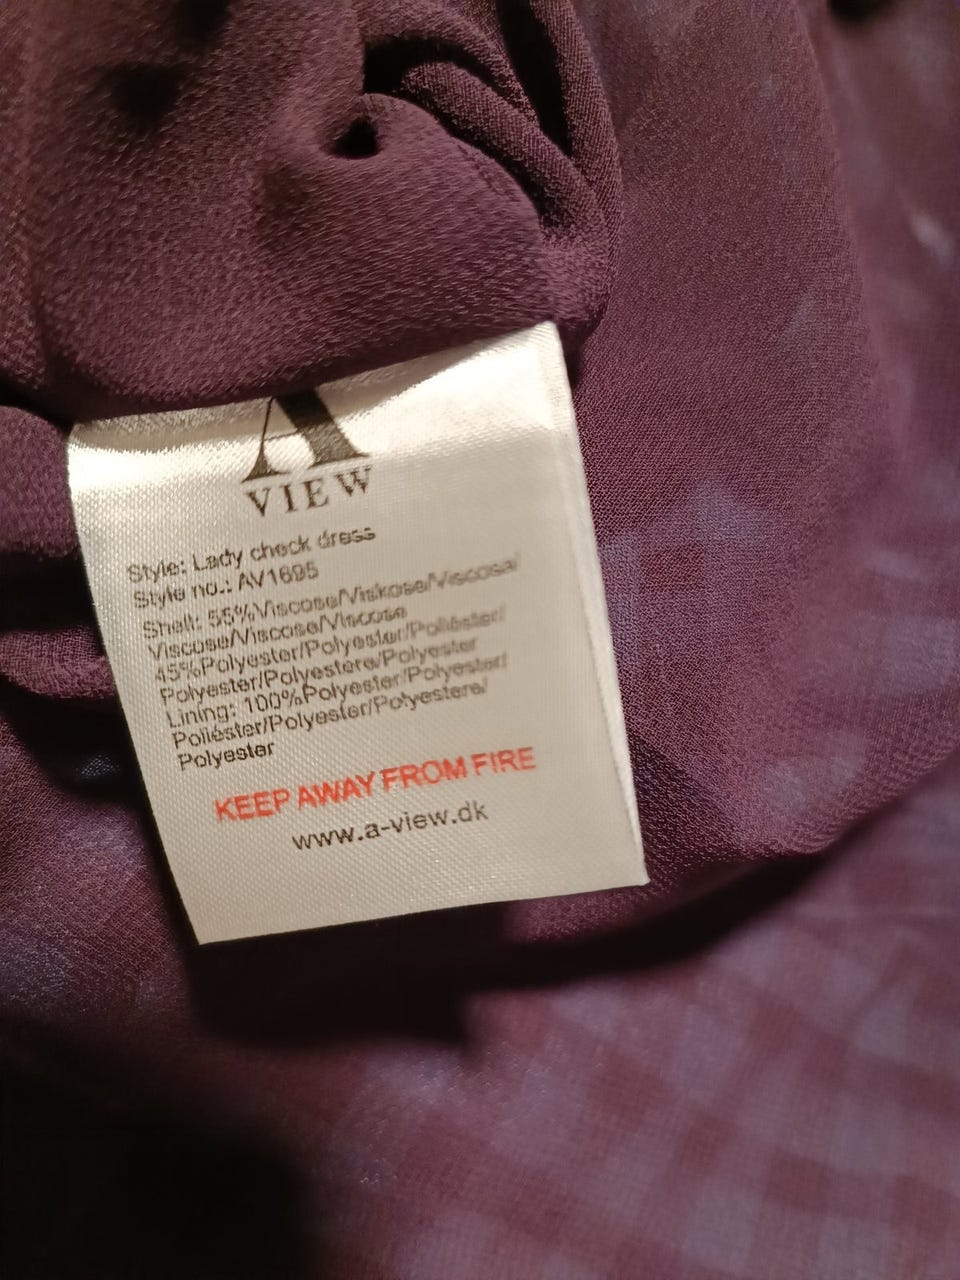 A
VIEW
Style: Lady check dress
Style no.: AV1695
Shell: 55%Viscose/Viskose/Viscosa/
Viscose/Viscose/Viscose
45%Polyester/Polyester/Poliéster/
Polyester/Polyestere/Polyester
Lining: 100%Polyester/Polyester/
Poliéster/Polyester/Polyestere/
Polyester
KEEP AWAY FROM FIRE
www.a-view.dk